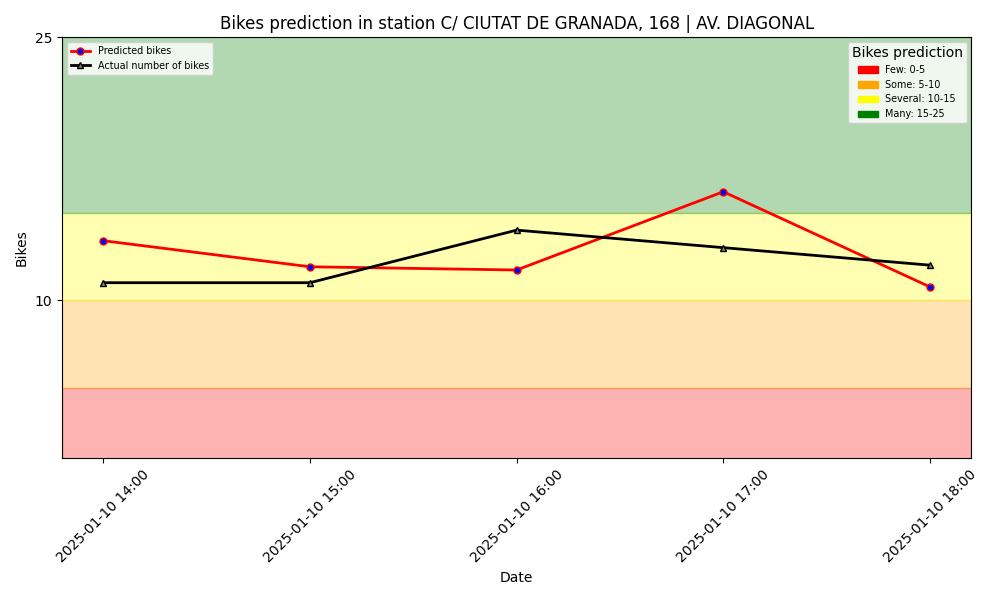 Bikes prediction in station C/ CIUTAT DE GRANADA, 168 | AV. DIAGONAL
Predicted bikes
Actual number of bikes
Bikes prediction
Few: 0-5
Some: 5-10
Several: 10-15
Many: 15-25
25
10
Bikes
2025-01-10 14:00
2025-01-10 15:00
2025-01-10 16:00
2025-01-10 17:00
2025-01-10 18:00
Date